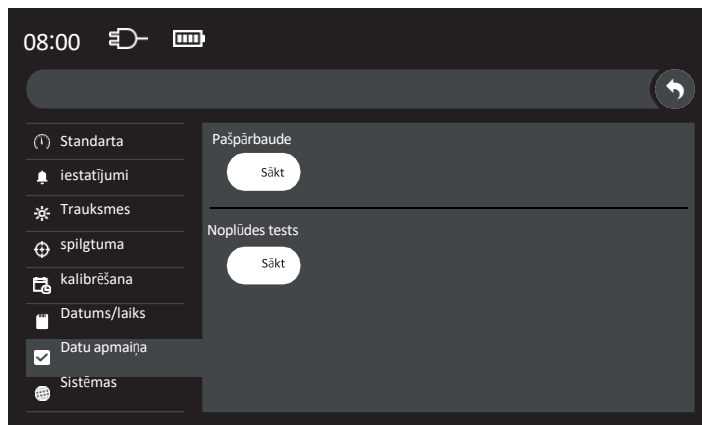 08:00
Standarta
iestatījumi
Trauksmes
spilgtuma
kalibrēšana
Datums/laiks
Datu apmaiņa
Sistēmas
Pašpārbaude
Sākt
Noplūdes tests
Sākt